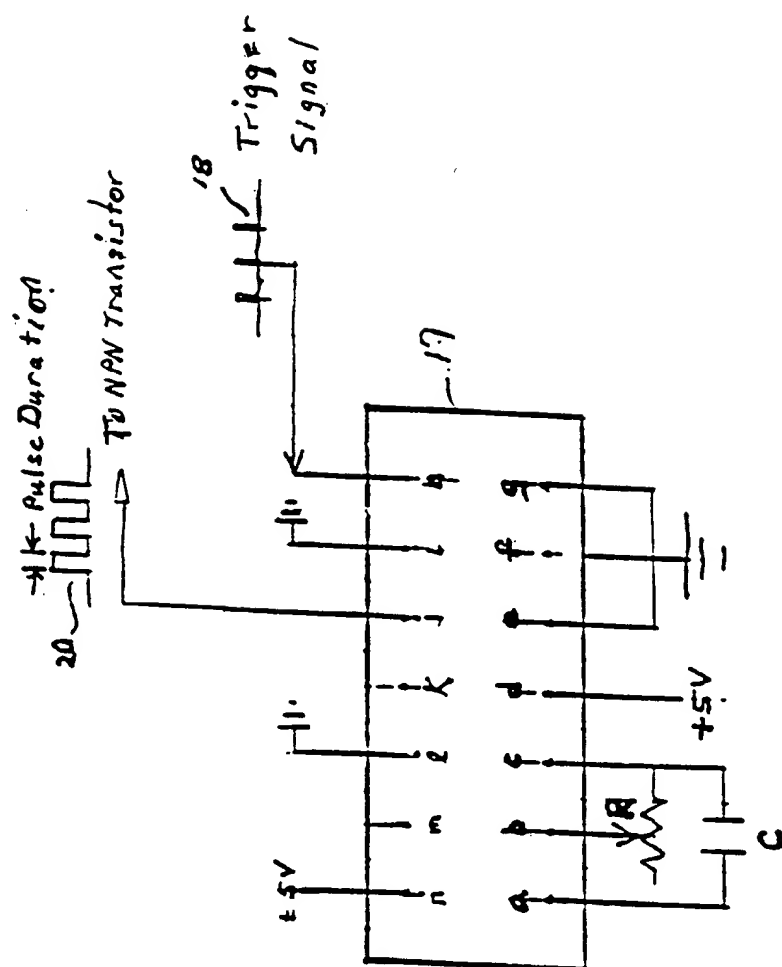 20
Pulse Duration
To NPN Transistor
18
Trigger
Signal
17
n
m
l
k
j
i
h
a
b
c
d
e
f
g
+5V
+5V
R
C